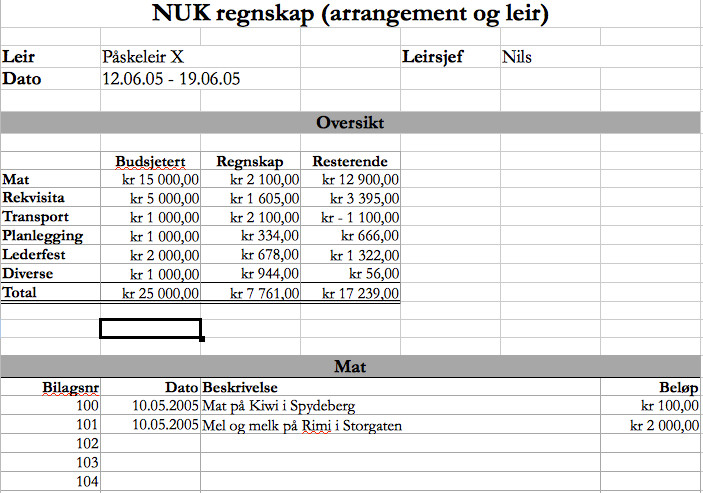 NUK regnskap (arrangement og leir)
Leir Påskeleir X Leirsjef Nils
Dato 12.06.05 - 19.06.05
Oversikt
Budsjetert Regnskap Resterende
Mat kr 15 000,00 kr 2 100,00 kr 12 900,00
Rekvisita kr 5 000,00 kr 1 605,00 kr 3 395,00
Transport kr 1 000,00 kr 2 100,00 kr - 1 100,00
Planlegging kr 1 000,00 kr 334,00 kr 666,00
Lederfest kr 2 000,00 kr 678,00 kr 1 322,00
Diverse kr 1 000,00 kr 944,00 kr 56,00
Total kr 25 000,00 kr 7 761,00 kr 17 239,00
Mat
Bilagsnr Dato Beskrivelse Beløp
100 10.05.2005 Mat på Kiwi i Spydeberg kr 100,00
101 10.05.2005 Mel og melk på Rimi i Storgaten kr 2 000,00
102
103
104